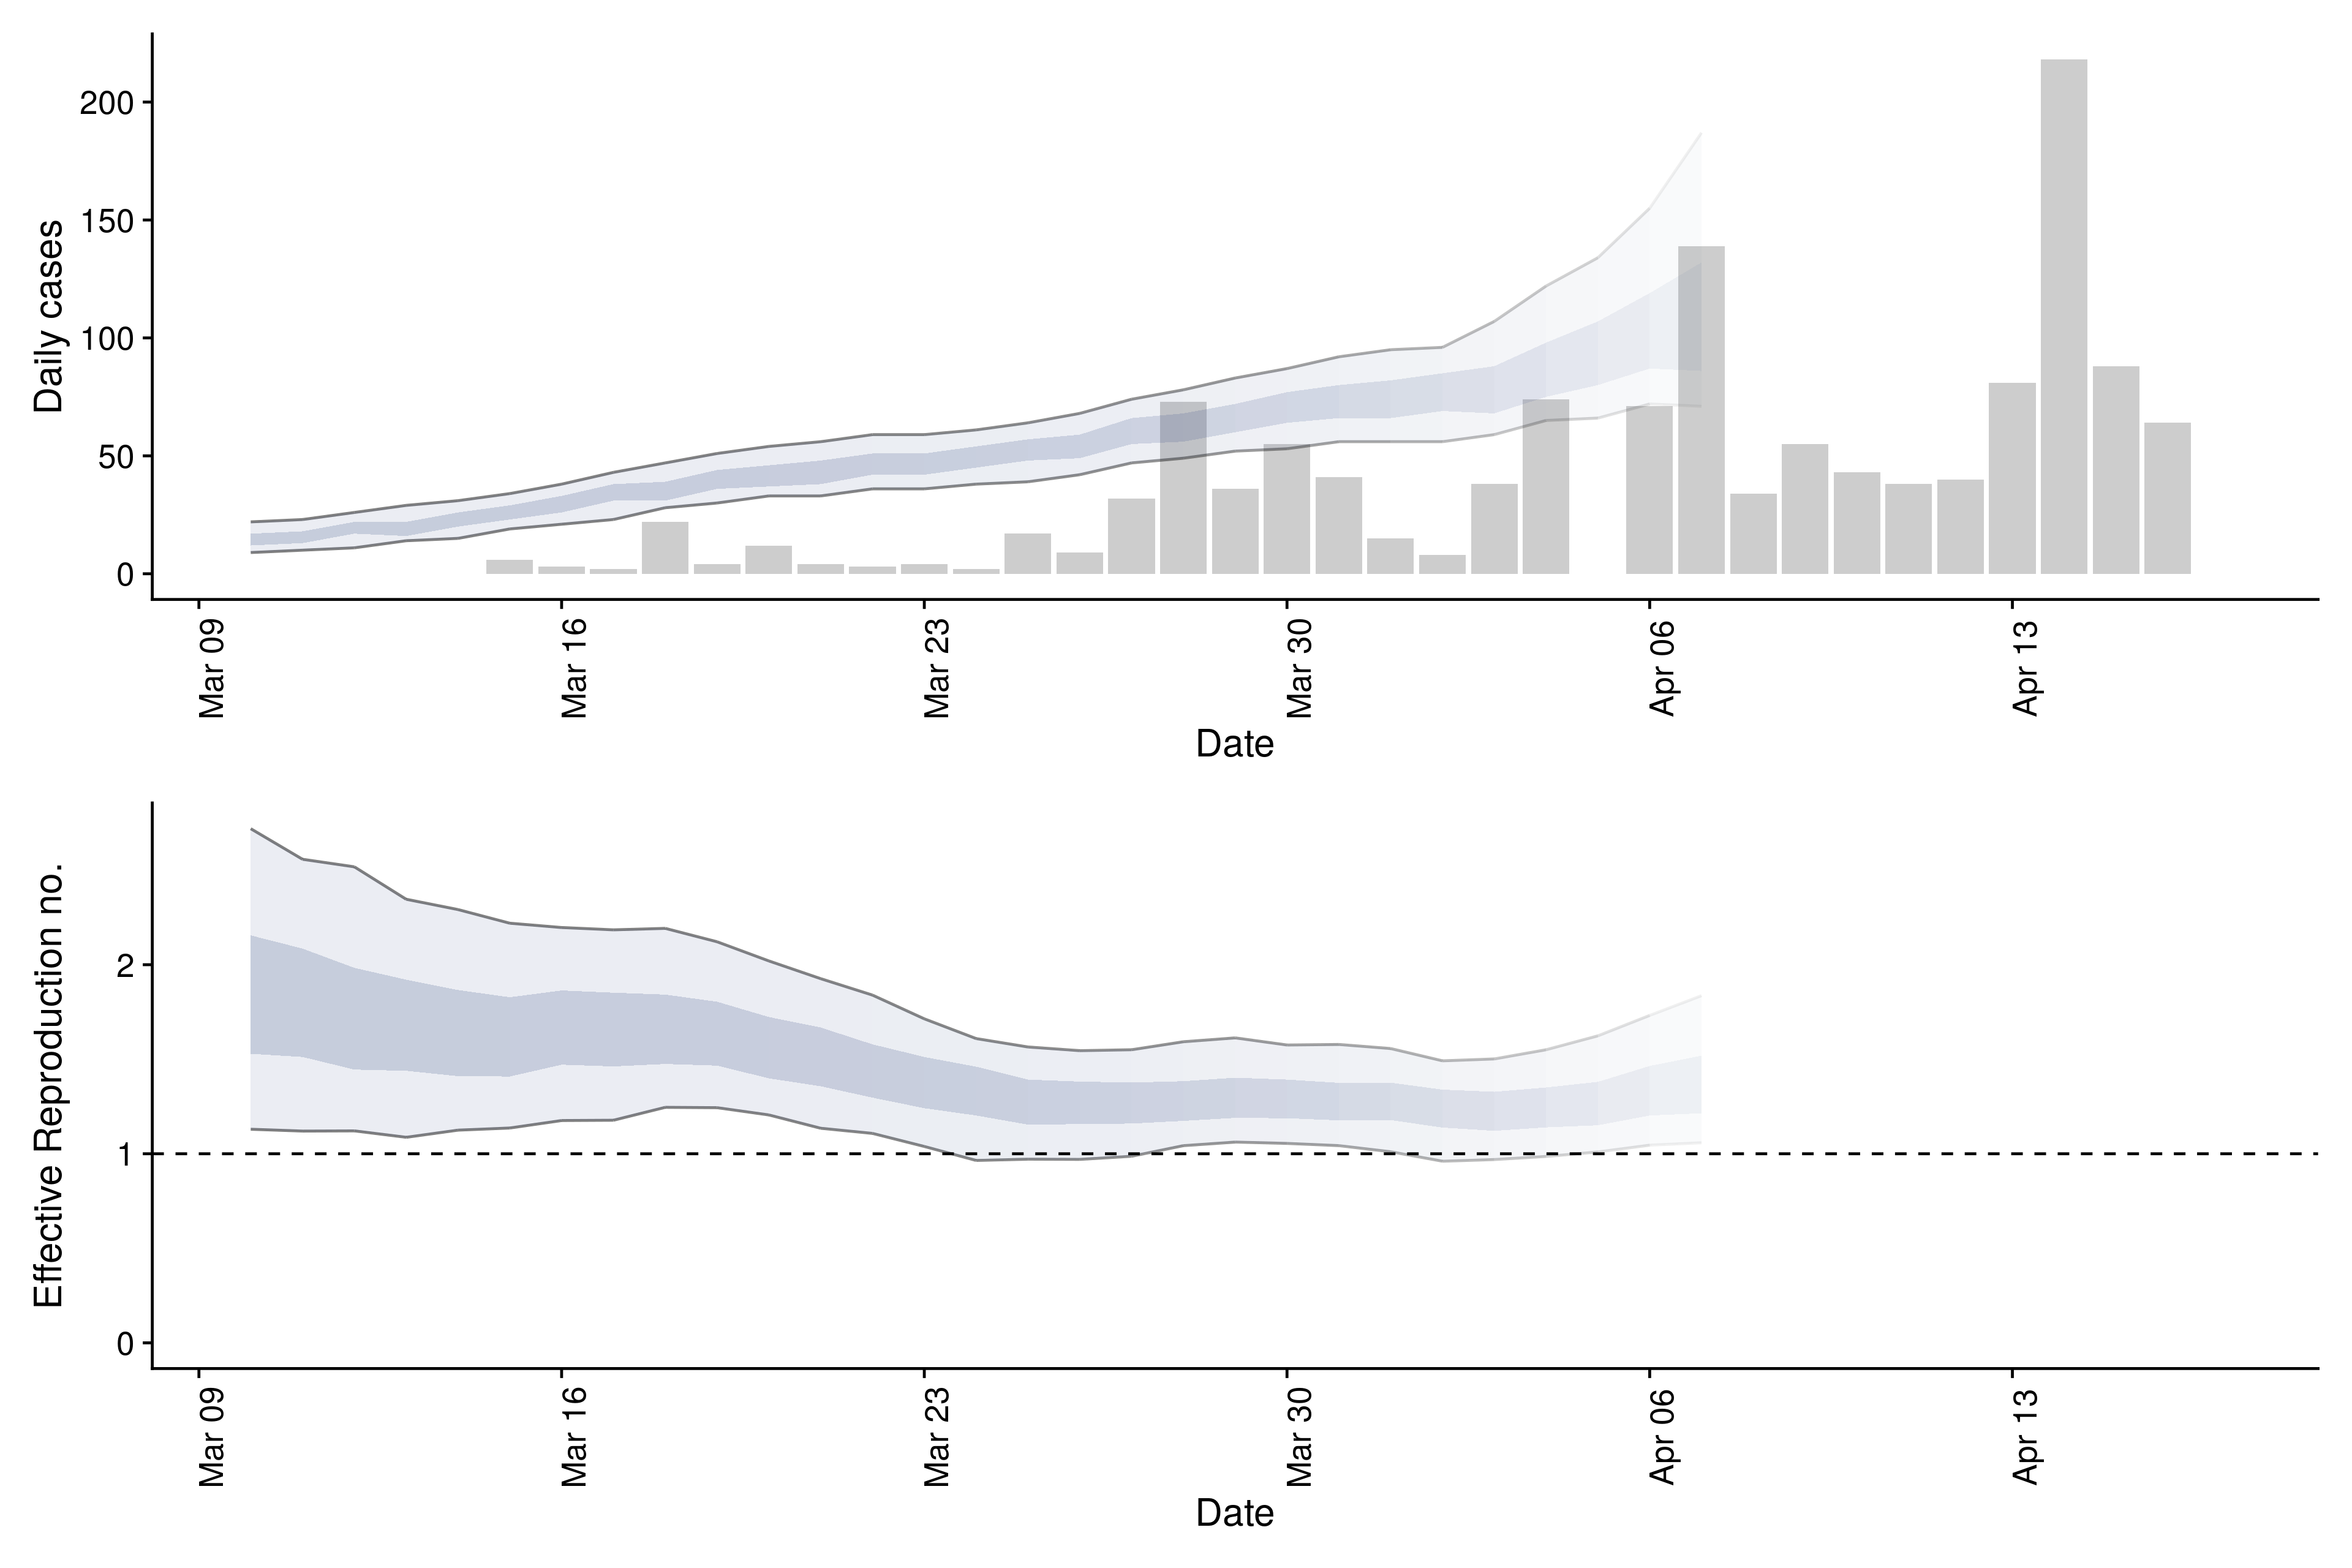 Daily cases
200
150
100
50
0
Mar 09
Mar 16
Mar 23
Mar 30
Apr 06
Apr 13
Date
Effective Reproduction no.
2
1
0
Mar 09
Mar 16
Mar 23
Mar 30
Apr 06
Apr 13
Date